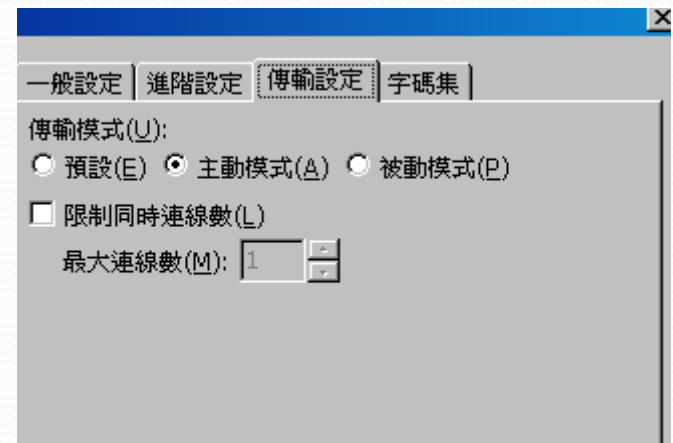 一般設定 進階設定 傳輸設定 字碼集
傳輸模式(U):
預設(E) 主動模式(A) 被動模式(P)
限制同時連線數(L)
最大連線數(M): 1